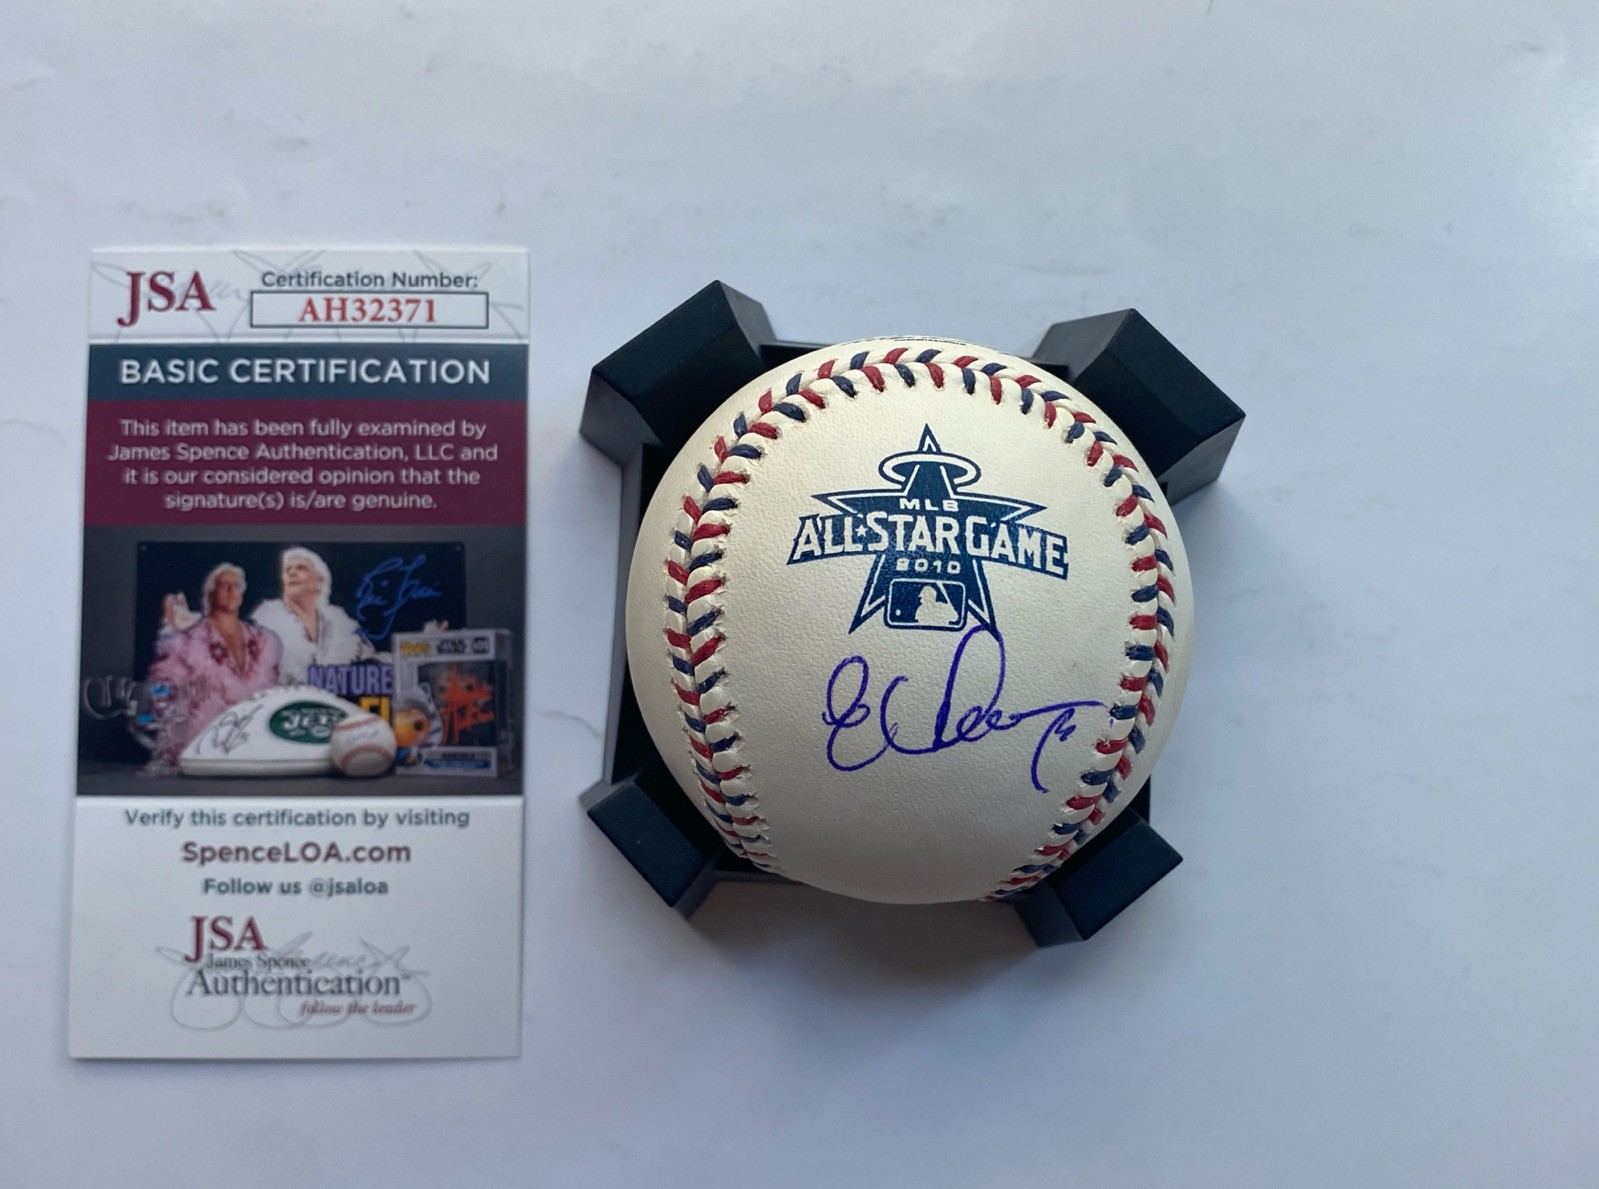 JSA
Certification Number:
AH32371
BASIC CERTIFICATION
This item has been fully examined by
James Spence Authentication, LLC and
it is our considered opinion that the
signature(s) is/are genuine.
NATURE
JETS
Verify this certification by visiting
SpenceLOA.com
Follow us @jsaloa
JSA
James Spence
Authentication™
follow the leader
MLB
ALL★STAR GAME
2010